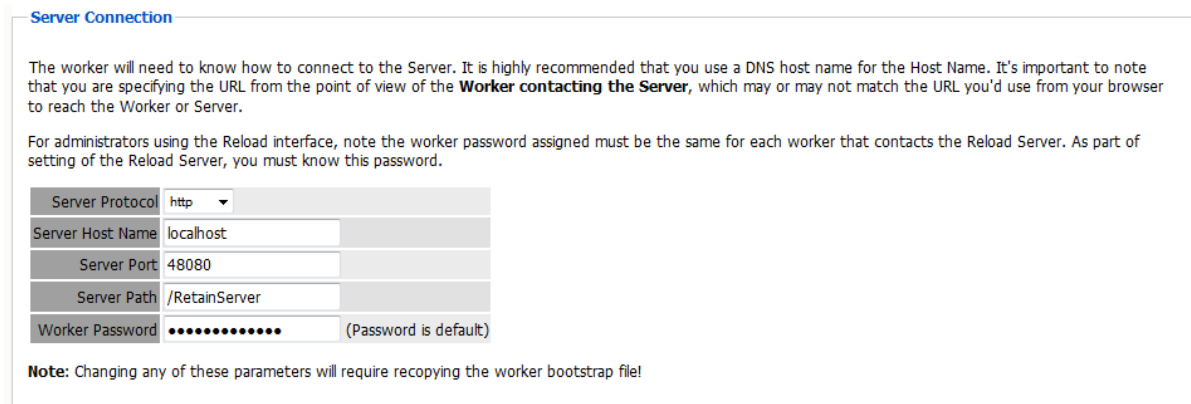 Server Connection
The worker will need to know how to connect to the Server. It is highly recommended that you use a DNS host name for the Host Name. It's important to note
that you are specifying the URL from the point of view of the Worker contacting the Server, which may or may not match the URL you'd use from your browser
to reach the Worker or Server.
For administrators using the Reload interface, note the worker password assigned must be the same for each worker that contacts the Reload Server. As part of
setting of the Reload Server, you must know this password.
Server Protocol http
Server Host Name localhost
Server Port 48080
Server Path /RetainServer
Worker Password ••••••••••••• (Password is default)
Note: Changing any of these parameters will require recopying the worker bootstrap file!